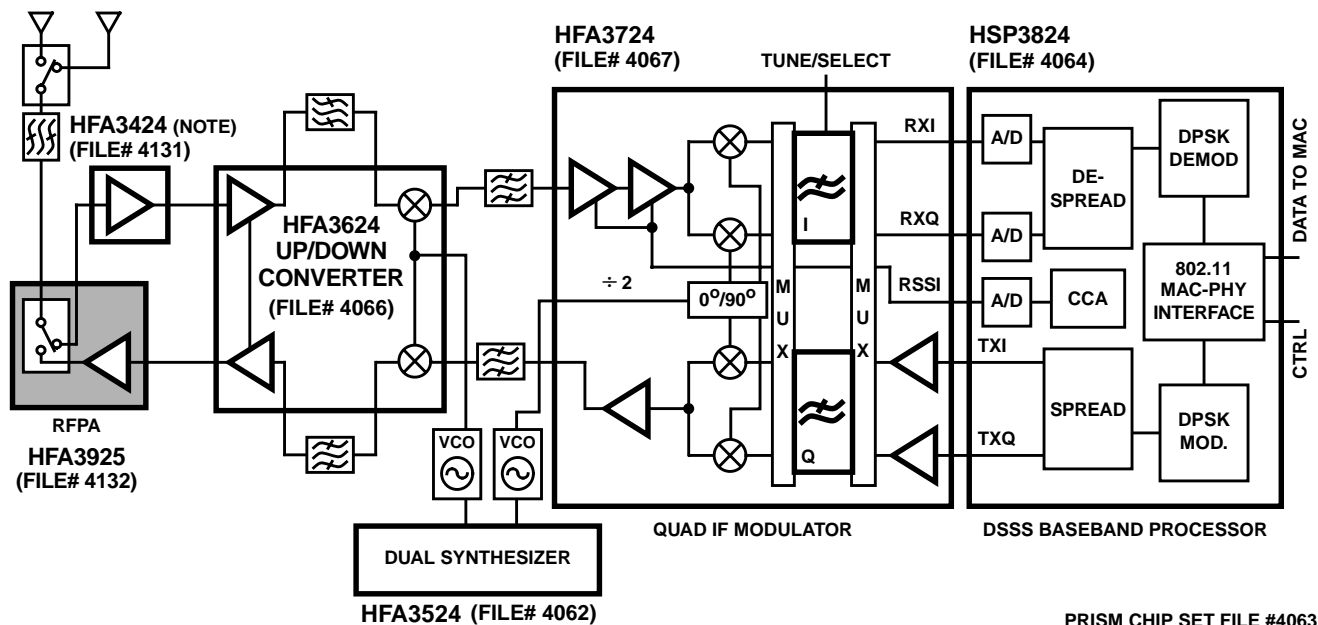 HFA3424 (NOTE)
(FILE# 4131)
HFA3624
UP/DOWN
CONVERTER
(FILE# 4066)
RFPA
HFA3925
(FILE# 4132)
VCO
VCO
DUAL SYNTHESIZER
HFA3524 (FILE# 4062)
HFA3724
(FILE# 4067)
TUNE/SELECT
÷ 2
0°/90°
I
Q
MUX
MUX
RXI
RXQ
RSSI
TXI
TXQ
QUAD IF MODULATOR
HSP3824
(FILE# 4064)
A/D
A/D
A/D
DE-
SPREAD
CCA
SPREAD
DPSK
DEMOD
802.11
MAC-PHY
INTERFACE
DPSK
MOD.
DATA TO MAC
CTRL
DSSS BASEBAND PROCESSOR
PRISM CHIP SET FILE #4063